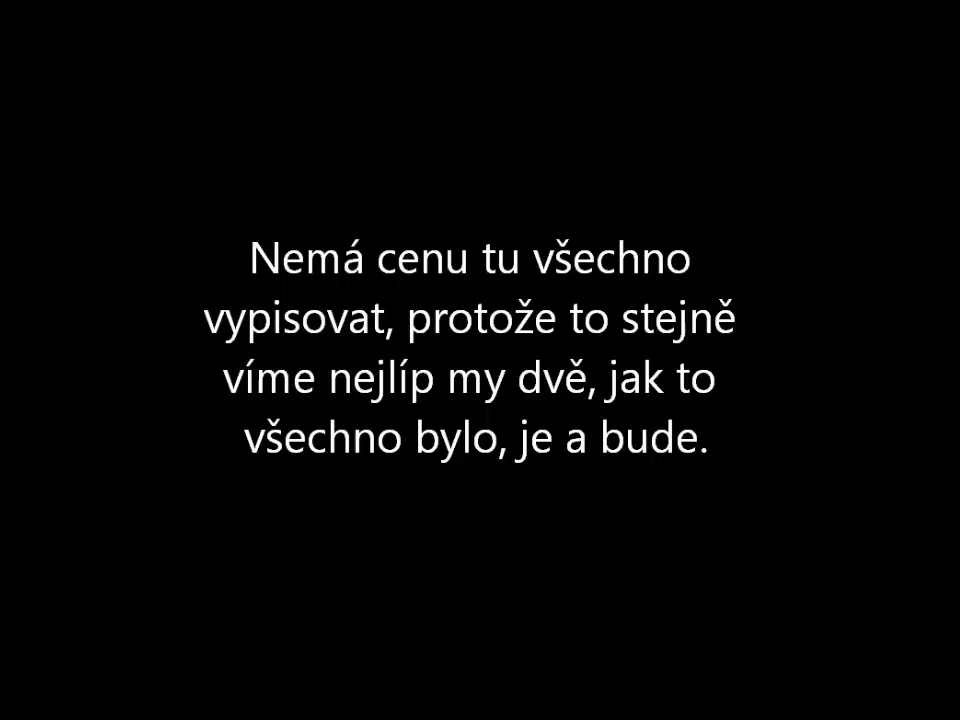 Nemá cenu tu všechno
vypisovat, protože to stejně
víme nejlíp my dvě, jak to
všechno bylo, je a bude.